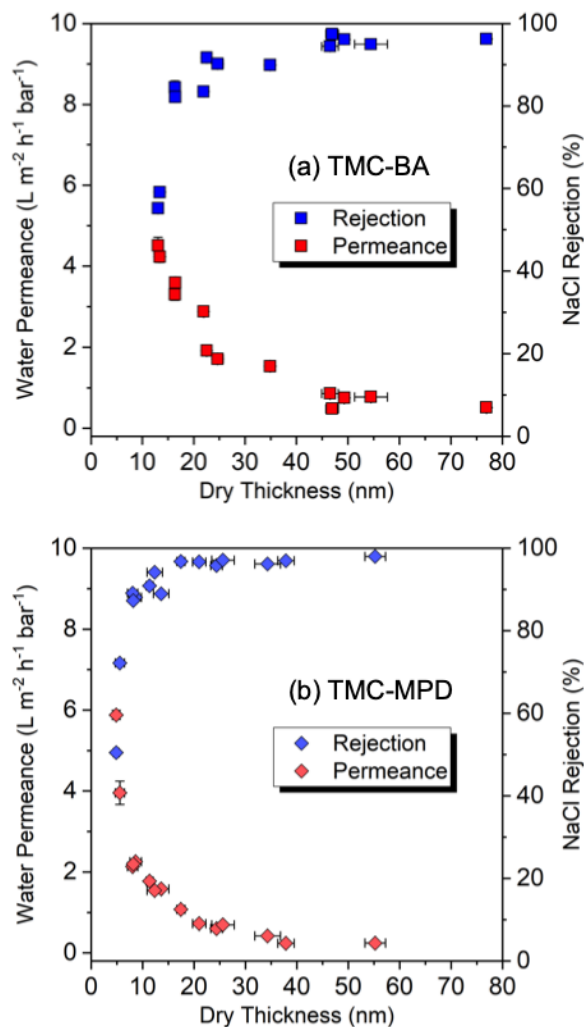 10
8
6
4
2
0
Water Permeance (L m⁻² h⁻¹ bar⁻¹)
100
80
60
40
20
0
NaCl Rejection (%)
(a) TMC-BA
Rejection
Permeance
0 10 20 30 40 50 60 70 80
Dry Thickness (nm)
10
8
6
4
2
0
Water Permeance (L m⁻² h⁻¹ bar⁻¹)
100
80
60
40
20
0
NaCl Rejection (%)
(b) TMC-MPD
Rejection
Permeance
0 10 20 30 40 50 60 70 80
Dry Thickness (nm)